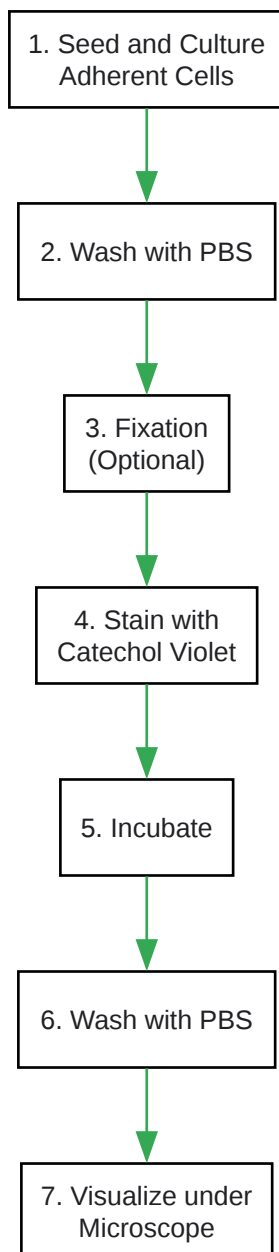 1. Seed and Culture
Adherent Cells
2. Wash with PBS
3. Fixation
(Optional)
4. Stain with
Catechol Violet
5. Incubate
6. Wash with PBS
7. Visualize under
Microscope